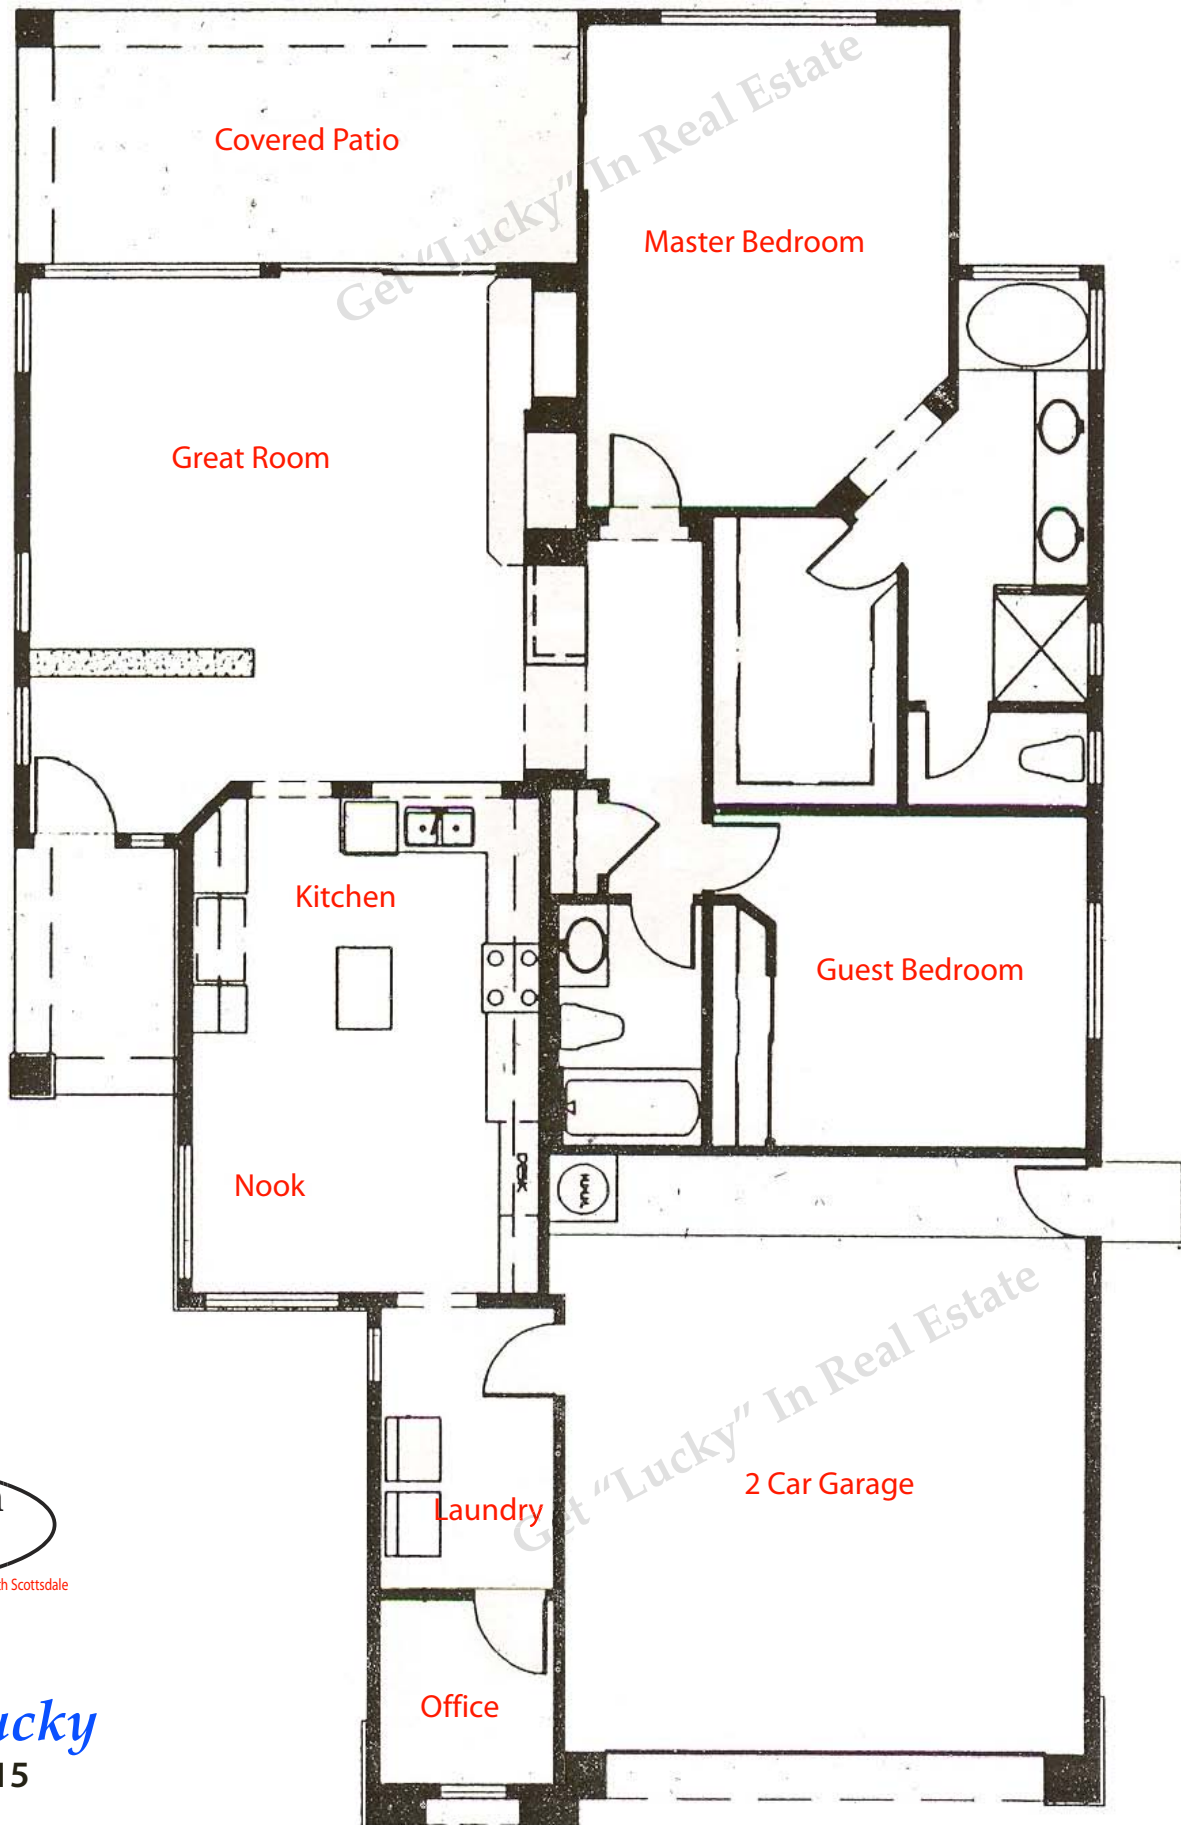 Covered Patio
Get “Lucky” In Real Estate
Master Bedroom
Great Room
Kitchen
Guest Bedroom
Nook
DESK
Get “Lucky” In Real Estate
2 Car Garage
Laundry
Scottsdale
Office
ucky
15